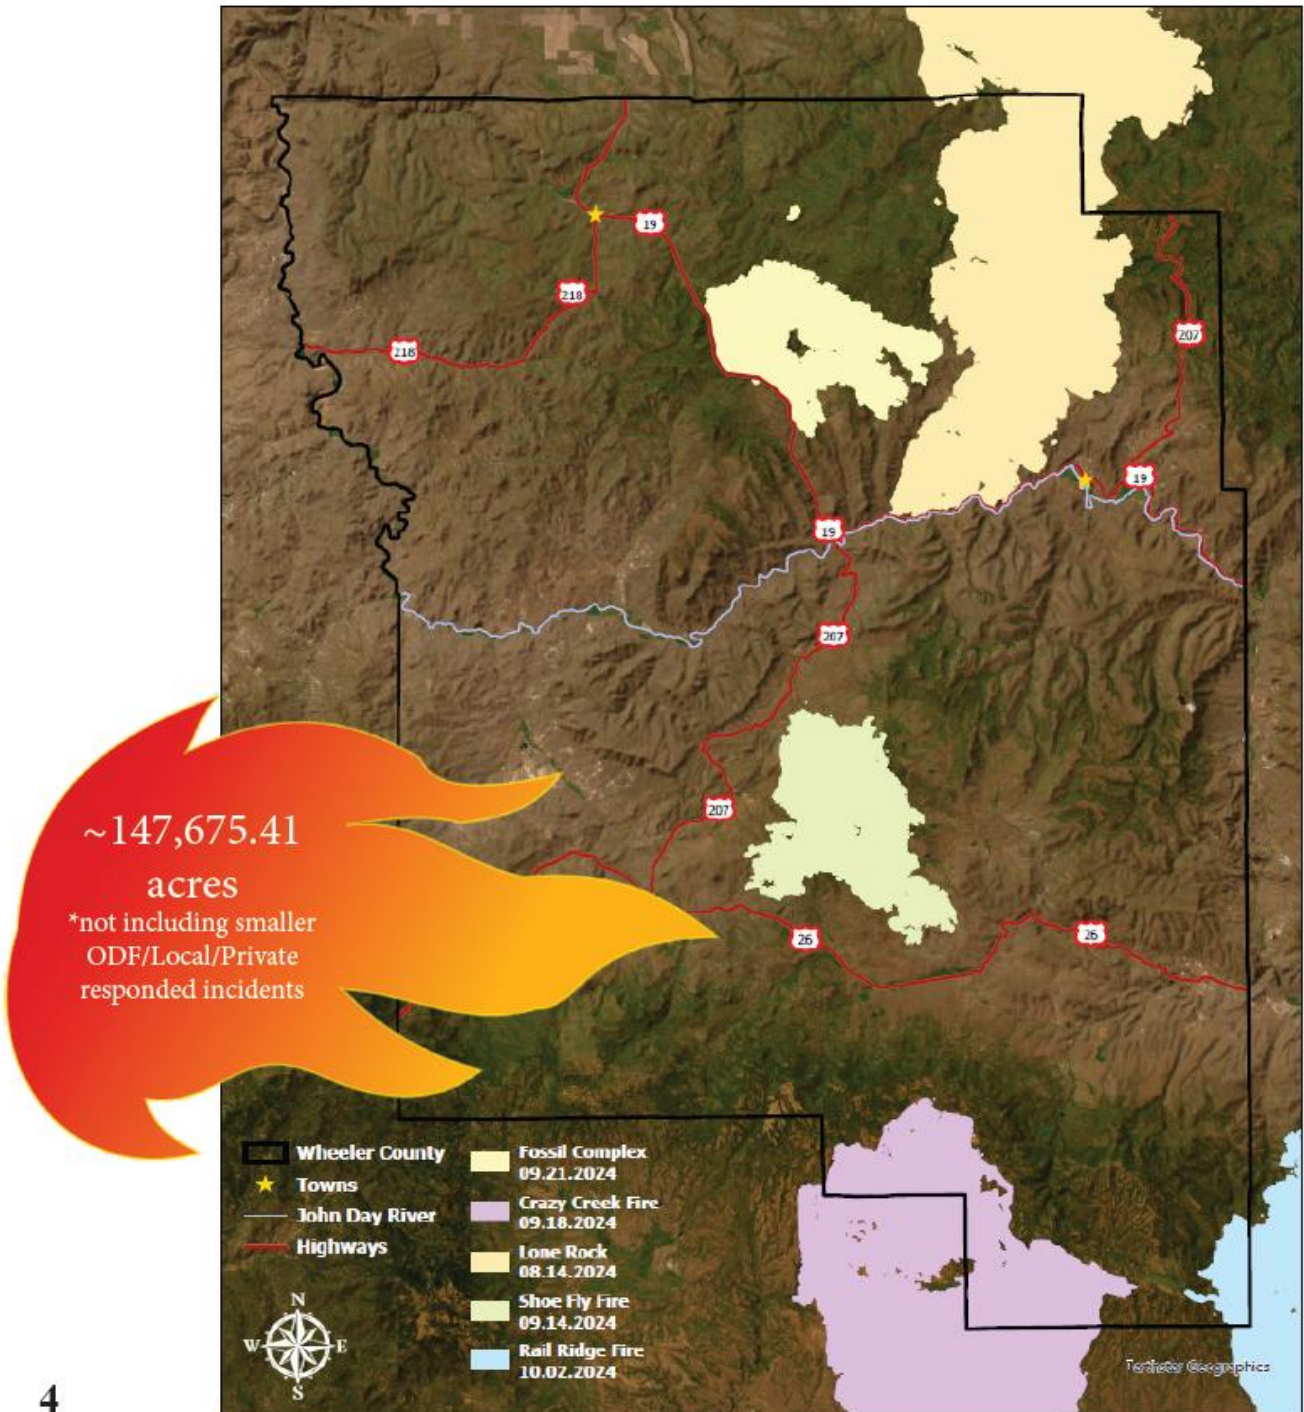 19
218
218
207
19
19
207
207
26
26
~147,675.41
acres
*not including smaller
ODF/Local/Private
responded incidents
Wheeler County
Towns
John Day River
Highways
Fossil Complex
09.21.2024
Crazy Creek Fire
09.18.2024
Lone Rock
08.14.2024
Shoe Fly Fire
09.14.2024
Rail Ridge Fire
10.02.2024
N
W E
S
Earthstar Geographics
4